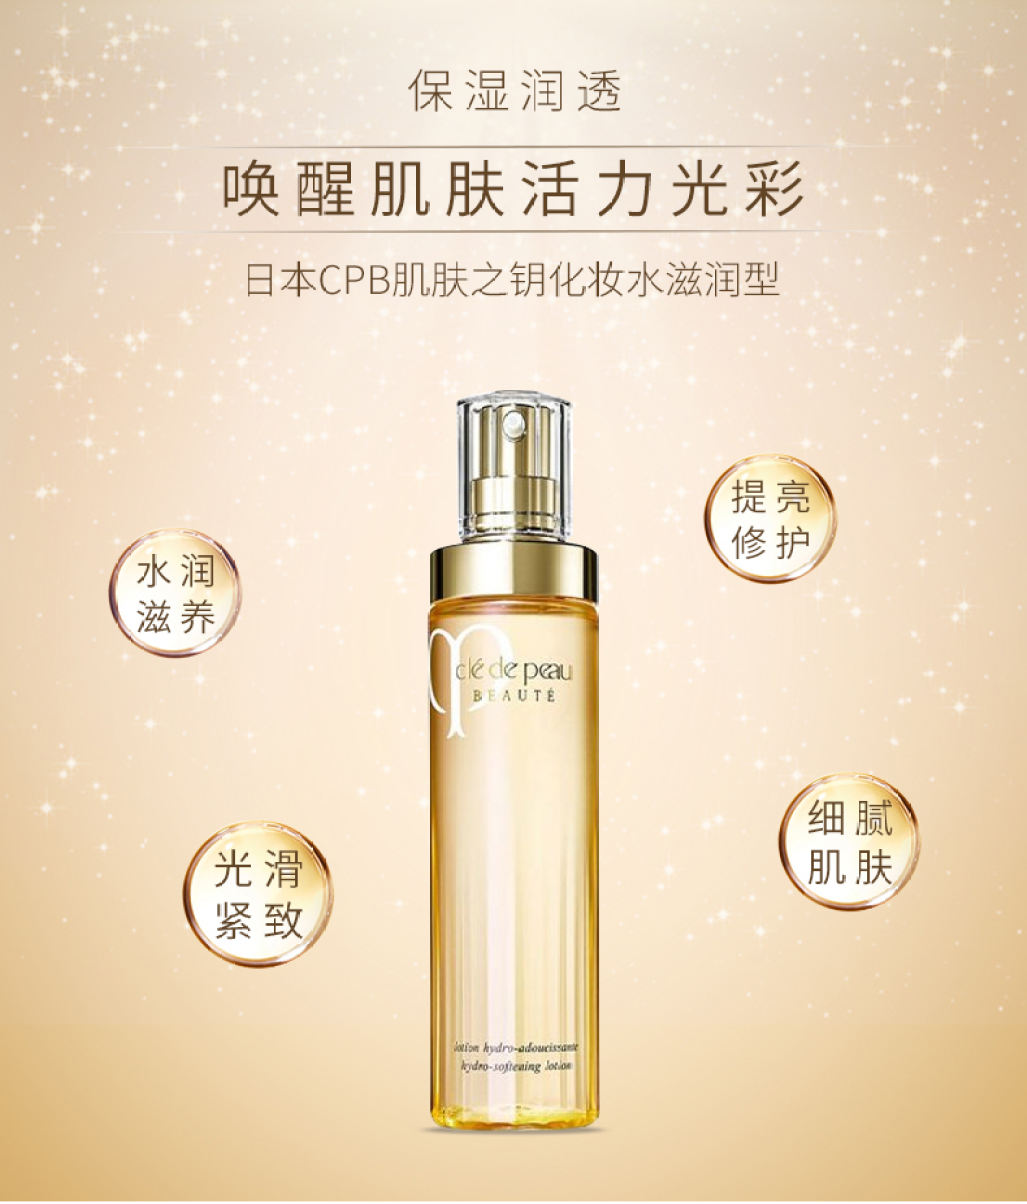 保湿润透
唤醒肌肤活力光彩
日本CPB肌肤之钥化妆水滋润型
提亮
修护
水润
滋养
clé de peau
BEAUTÉ
细腻
肌肤
光滑
紧致
lotion hydro-adoucissante
hydro-softening lotion